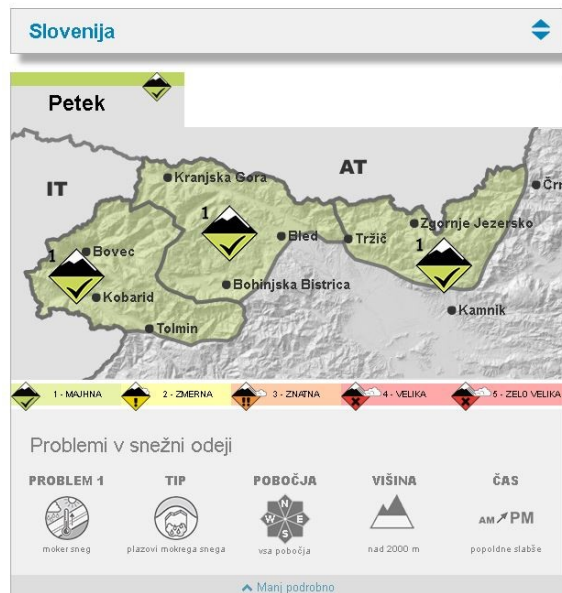 Slovenija
Petek
IT
AT
Kranjska Gora
Črn
1
Bled
Tržič
Zgornje Jezersko
1
1
Bovec
Bohinjska Bistrica
Kobarid
Kamnik
Tolmin
1 - MAJHNA 2 - ZMERNA 3 - ZNATNA 4 - VELIKA 5 - ZELO VELIKA
Problemi v snežni odeji
PROBLEM 1 TIP POBOČJA VIŠINA ČAS
N
W E
S
AM PM
moker sneg plazovi mokrega snega vsa pobočja nad 2000 m popoldne slabše
Manj podrobno